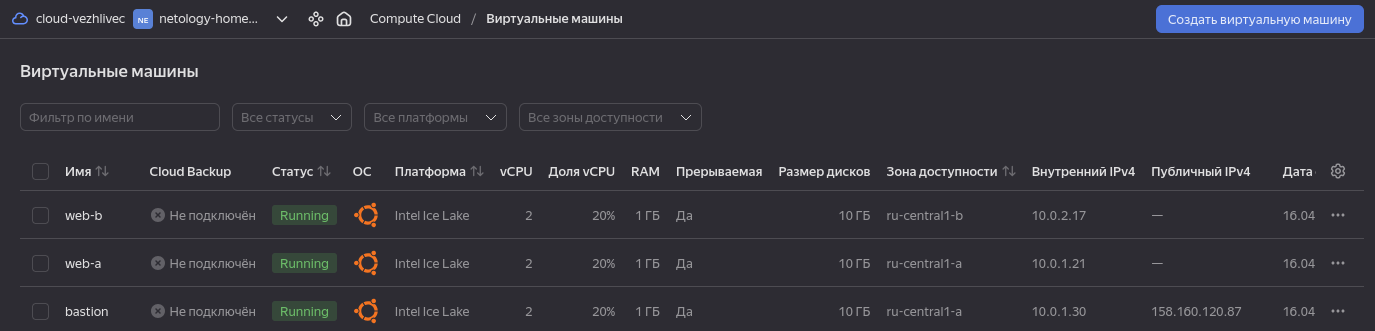 cloud-vezhlivec NE netology-home... Compute Cloud / Виртуальные машины Создать виртуальную машину
Виртуальные машины
Фильтр по имени Все статусы Все платформы Все зоны доступности
Имя Cloud Backup Статус ОС Платформа vCPU Доля vCPU RAM Прерываемая Размер дисков Зона доступности Внутренний IPv4 Публичный IPv4 Дата
web-b Не подключён Running Intel Ice Lake 2 20% 1 ГБ Да 10 ГБ ru-central1-b 10.0.2.17 — 16.04 ···
web-a Не подключён Running Intel Ice Lake 2 20% 1 ГБ Да 10 ГБ ru-central1-a 10.0.1.21 — 16.04 ···
bastion Не подключён Running Intel Ice Lake 2 20% 1 ГБ Да 10 ГБ ru-central1-a 10.0.1.30 158.160.120.87 16.04 ···